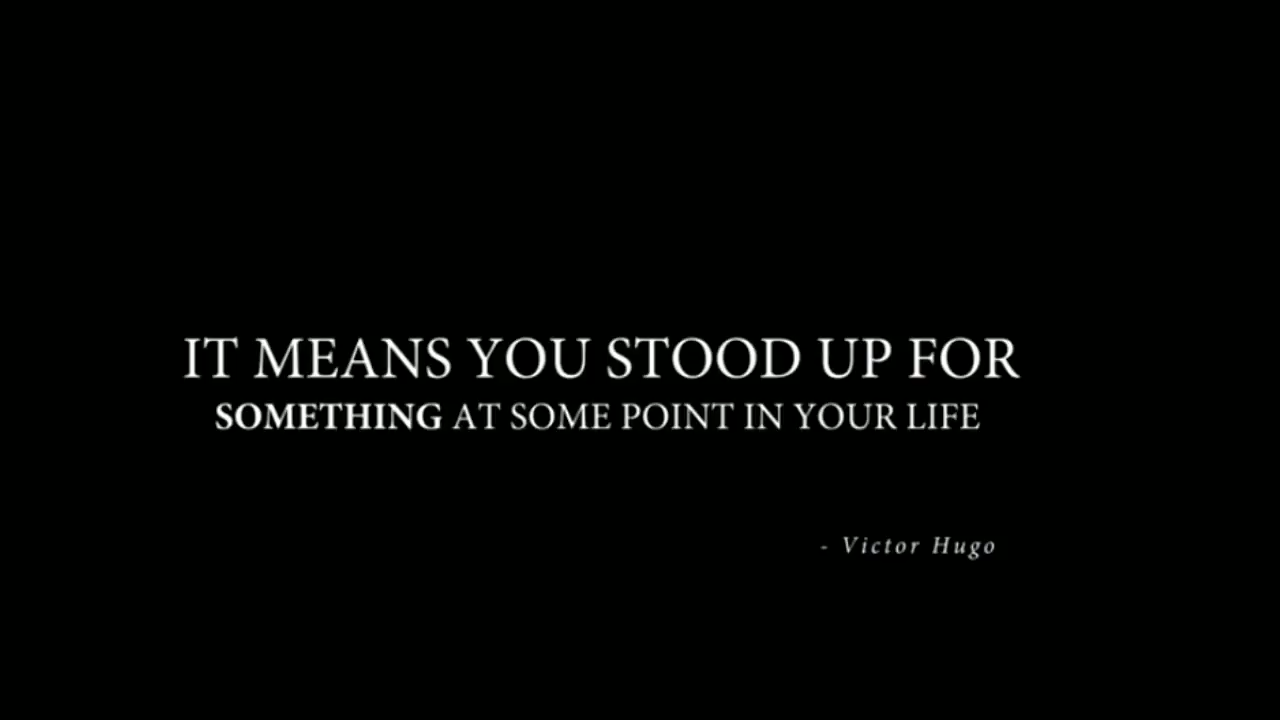 IT MEANS YOU STOOD UP FOR
SOMETHING AT SOME POINT IN YOUR LIFE
- Victor Hugo